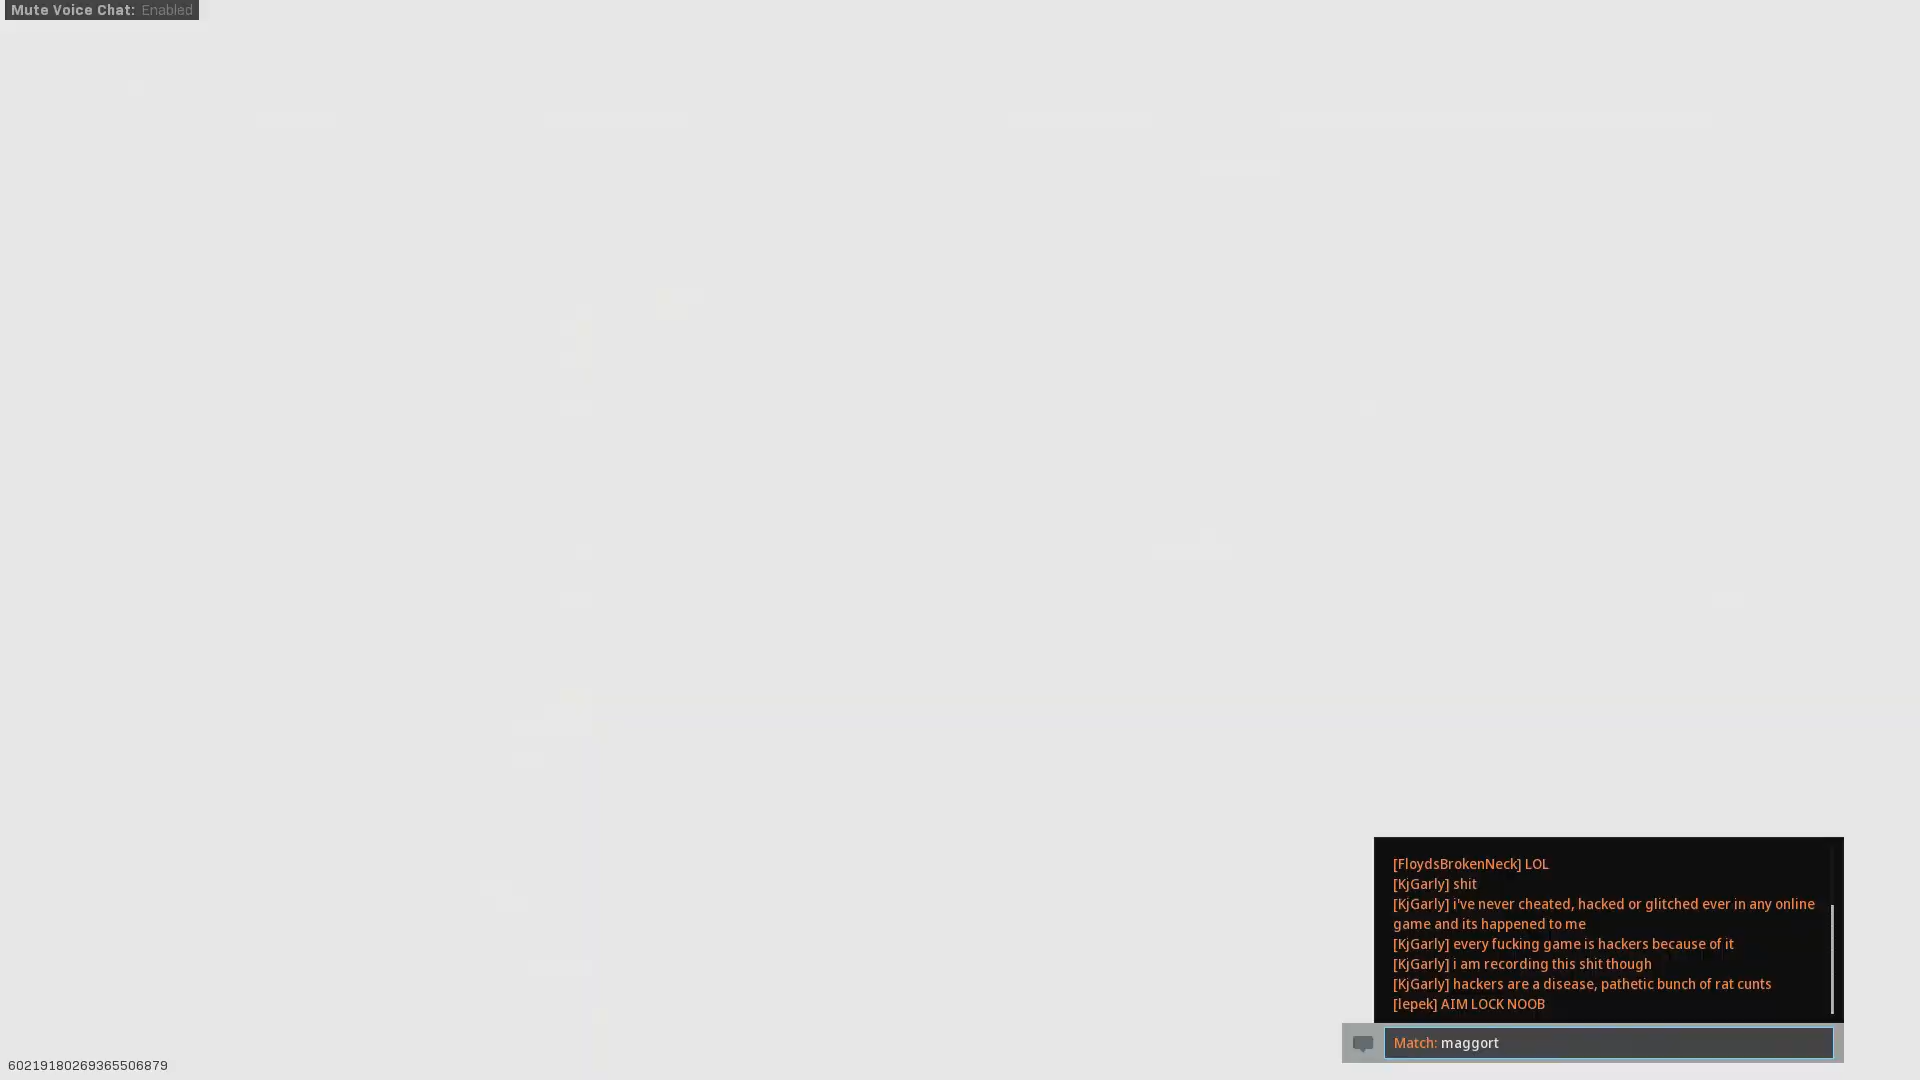 Mute Voice Chat: Enabled
[FloydsBrokenNeck] LOL
[KjGarly] shit
[KjGarly] i've never cheated, hacked or glitched ever in any online
game and its happened to me
[KjGarly] every fucking game is hackers because of it
[KjGarly] i am recording this shit though
[KjGarly] hackers are a disease, pathetic bunch of rat cunts
[lepek] AIM LOCK NOOB
Match: maggort
60219180269365506879